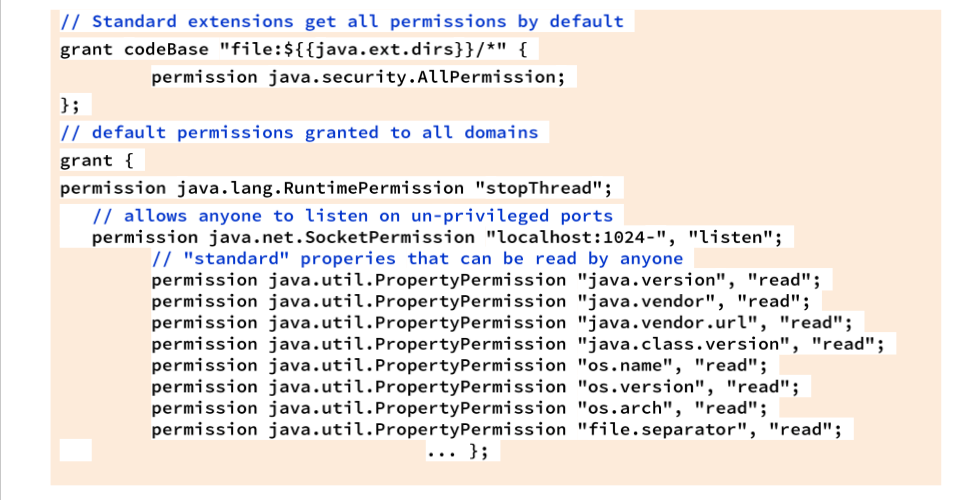 // Standard extensions get all permissions by default
grant codeBase "file:${{java.ext.dirs}}/*" {
permission java.security.AllPermission;
};
// default permissions granted to all domains
grant {
permission java.lang.RuntimePermission "stopThread";
// allows anyone to listen on un-privileged ports
permission java.net.SocketPermission "localhost:1024-", "listen";
// "standard" properies that can be read by anyone
permission java.util.PropertyPermission "java.version", "read";
permission java.util.PropertyPermission "java.vendor", "read";
permission java.util.PropertyPermission "java.vendor.url", "read";
permission java.util.PropertyPermission "java.class.version", "read";
permission java.util.PropertyPermission "os.name", "read";
permission java.util.PropertyPermission "os.version", "read";
permission java.util.PropertyPermission "os.arch", "read";
permission java.util.PropertyPermission "file.separator", "read";
... };